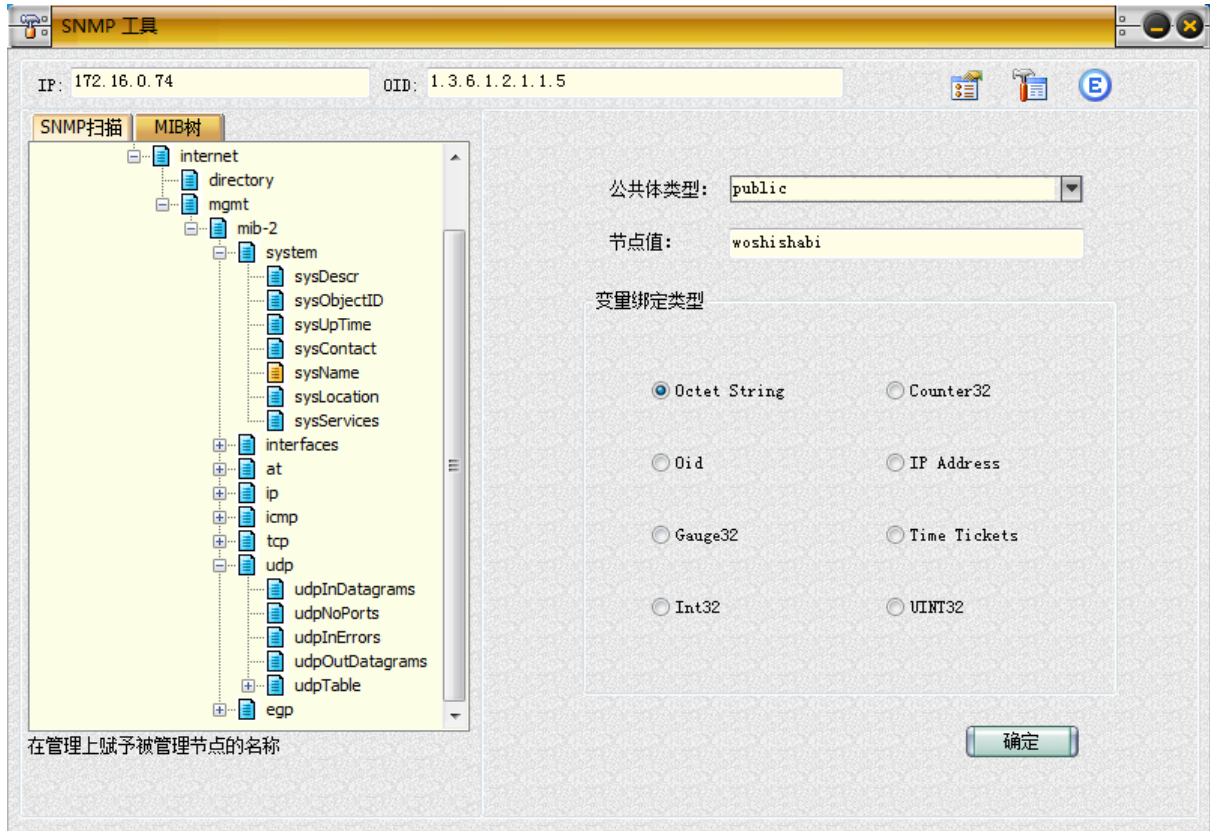 SNMP 工具
IP: 172.16.0.74
OID: 1.3.6.1.2.1.1.5
E
SNMP扫描
MIB树
internet
directory
mgmt
mib-2
system
sysDescr
sysObjectID
sysUpTime
sysContact
sysName
sysLocation
sysServices
interfaces
at
ip
icmp
tcp
udp
udpInDatagrams
udpNoPorts
udpInErrors
udpOutDatagrams
udpTable
egp
在管理上赋予被管理节点的名称
公共体类型: public
节点值: woshishabi
变量绑定类型
Octet String
Counter32
Oid
IP Address
Gauge32
Time Tickets
Int32
UINT32
确定